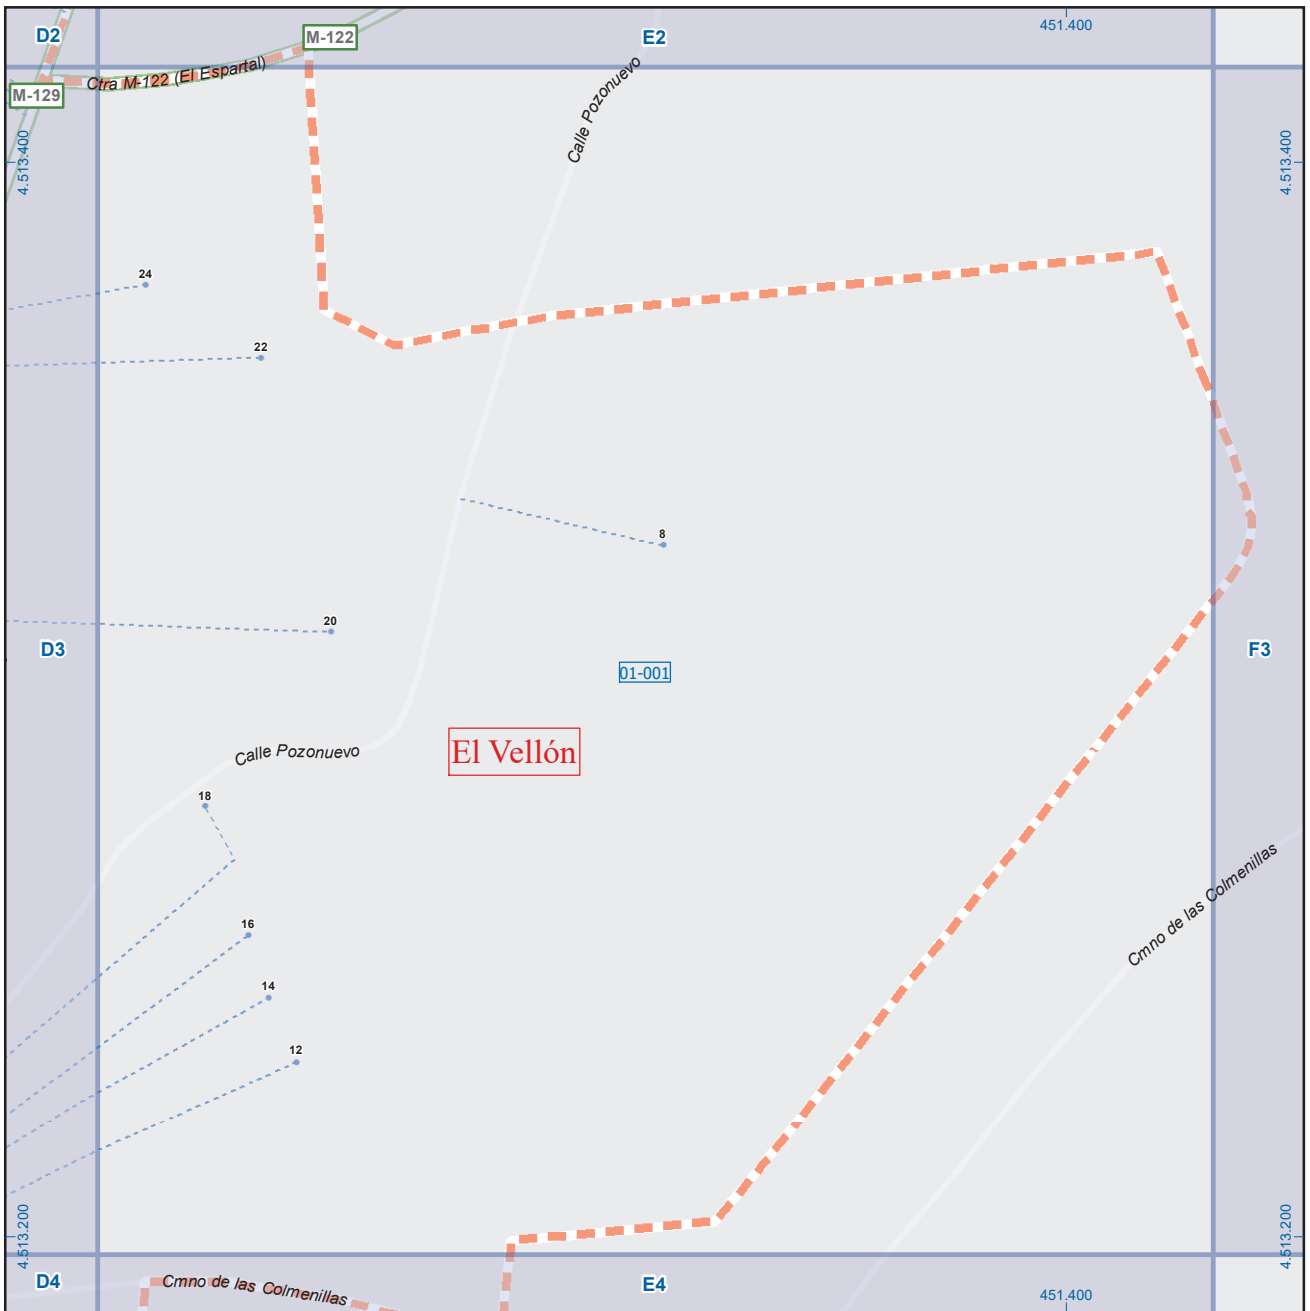 451.400
D2
M-122
E2
Ctra M-122 (El Espartal)
M-129
Calle Pozonuevo
4.513.400
4.513.400
24
22
8
20
D3
F3
01-001
El Vellón
Calle Pozonuevo
18
Cmno de las Colmenillas
16
14
12
4.513.200
4.513.200
D4
Cmno de las Colmenillas
E4
451.400